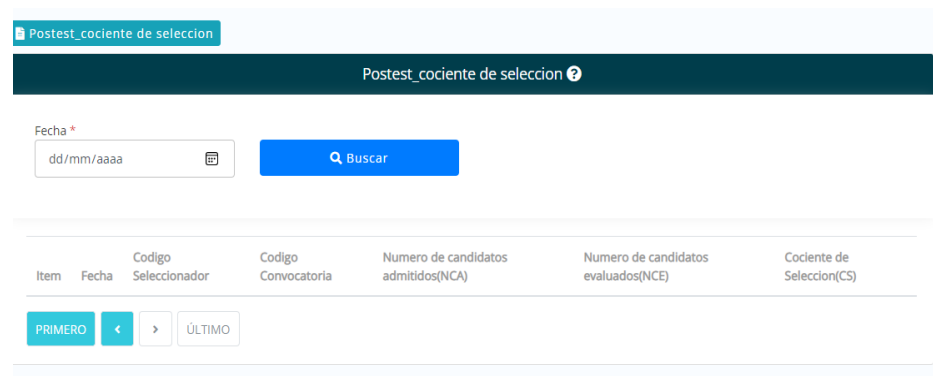 Postest_cociente de seleccion
Postest_cociente de seleccion ?
Fecha *
dd/mm/aaaa
Buscar
Item Fecha Codigo Seleccionador Codigo Convocatoria Numero de candidatos admitidos(NCA) Numero de candidatos evaluados(NCE) Cociente de Seleccion(CS)
PRIMERO < > ÚLTIMO